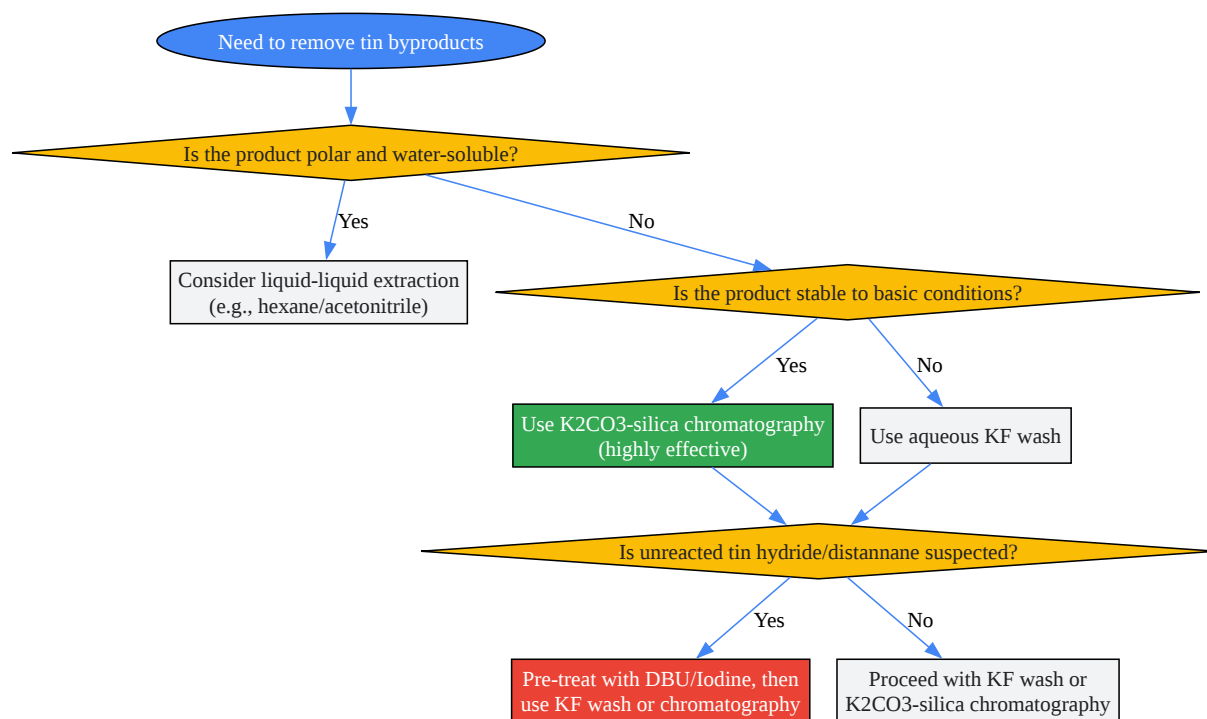 Need to remove tin byproducts
Is the product polar and water-soluble?
Yes
No
Consider liquid-liquid extraction
(e.g., hexane/acetonitrile)
Is the product stable to basic conditions?
Yes
No
Use K2CO3-silica chromatography
(highly effective)
Use aqueous KF wash
Is unreacted tin hydride/distannane suspected?
Yes
No
Pre-treat with DBU/Iodine, then
use KF wash or chromatography
Proceed with KF wash or
K2CO3-silica chromatography